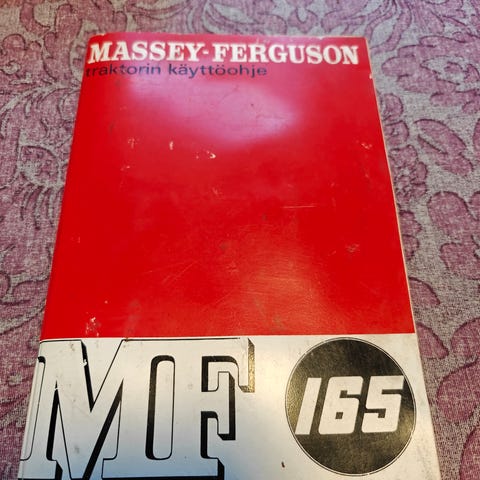 MASSEY-FERGUSON
traktorin käyttöohje
MF 165